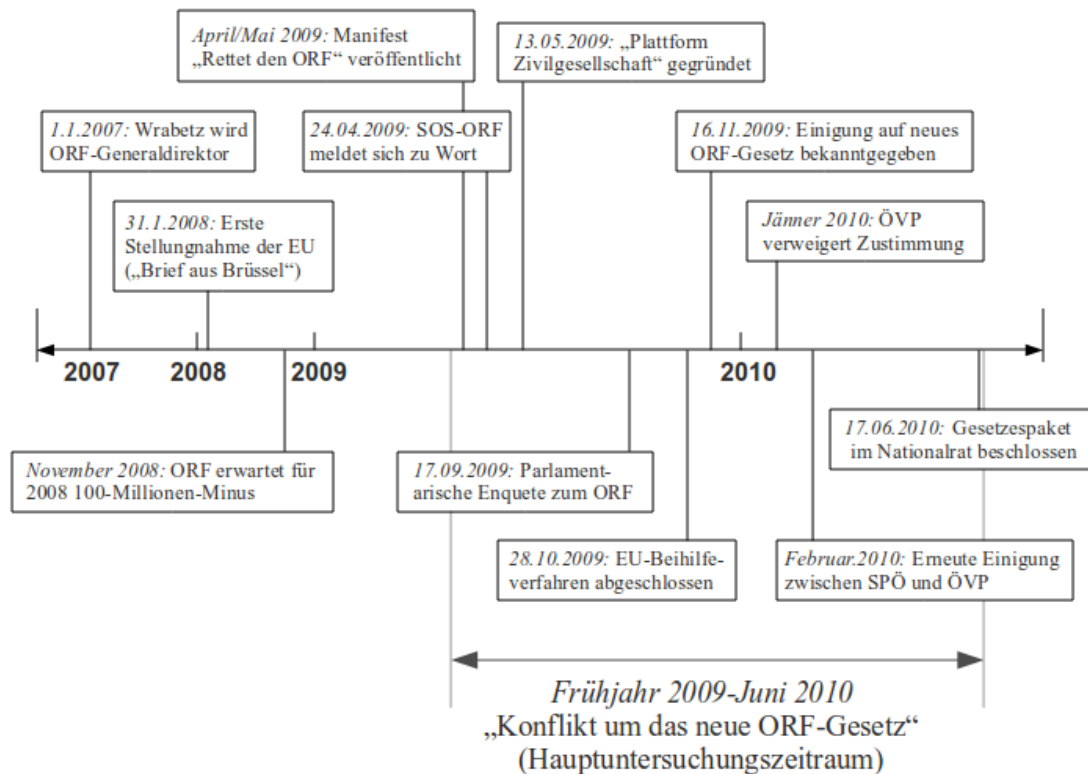 April/Mai 2009: Manifest
„Rettet den ORF“ veröffentlicht
13.05.2009: „Plattform
Zivilgesellschaft“ gegründet
1.1.2007: Wrabetz wird
ORF-Generaldirektor
24.04.2009: SOS-ORF
meldet sich zu Wort
16.11.2009: Einigung auf neues
ORF-Gesetz bekanntgegeben
31.1.2008: Erste
Stellungnahme der EU
(„Brief aus Brüssel“)
Jänner 2010: ÖVP
verweigert Zustimmung
2007
2008
2009
2010
November 2008: ORF erwartet für
2008 100-Millionen-Minus
17.09.2009: Parlament-
arische Enquete zum ORF
17.06.2010: Gesetzespaket
im Nationalrat beschlossen
28.10.2009: EU-Beihilfe-
verfahren abgeschlossen
Februar.2010: Erneute Einigung
zwischen SPÖ und ÖVP
Frühjahr 2009-Juni 2010
„Konflikt um das neue ORF-Gesetz“
(Hauptuntersuchungszeitraum)